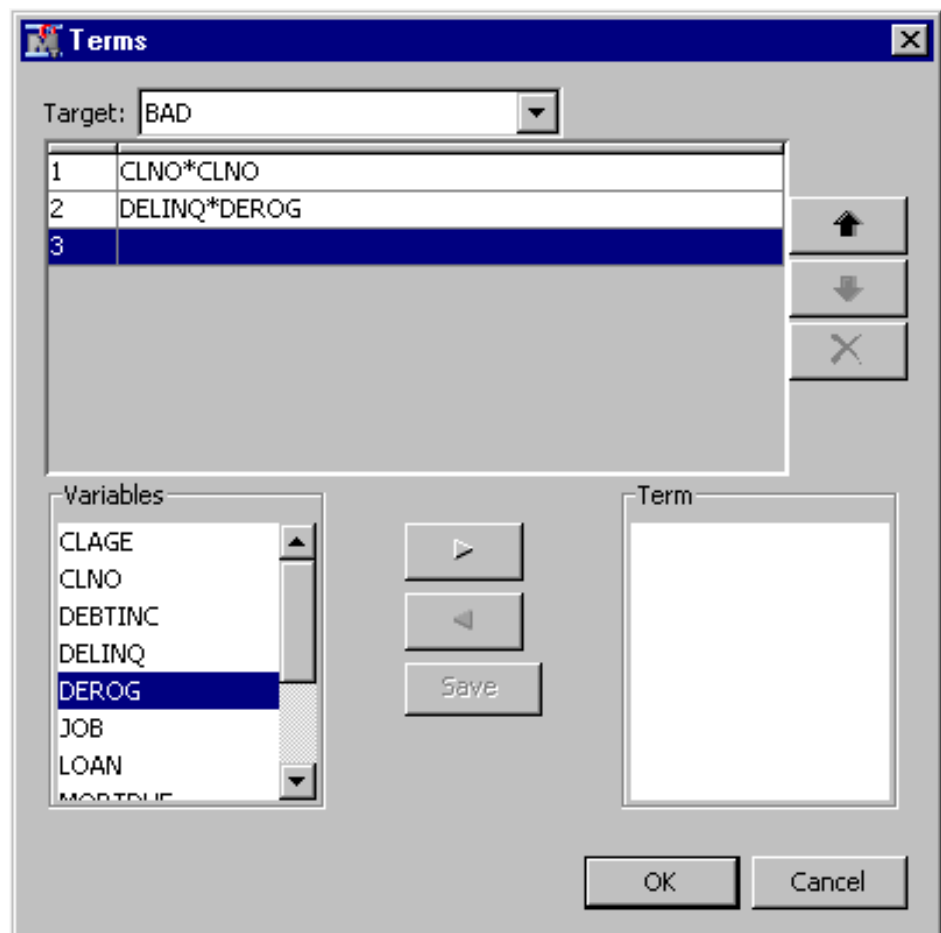 Terms
Target: BAD
1 CLNO*CLNO
2 DELINQ*DEROG
3
Variables
Term
CLAGE
CLNO
DEBTINC
DELINQ
DEROG
JOB
LOAN
Save
OK
Cancel